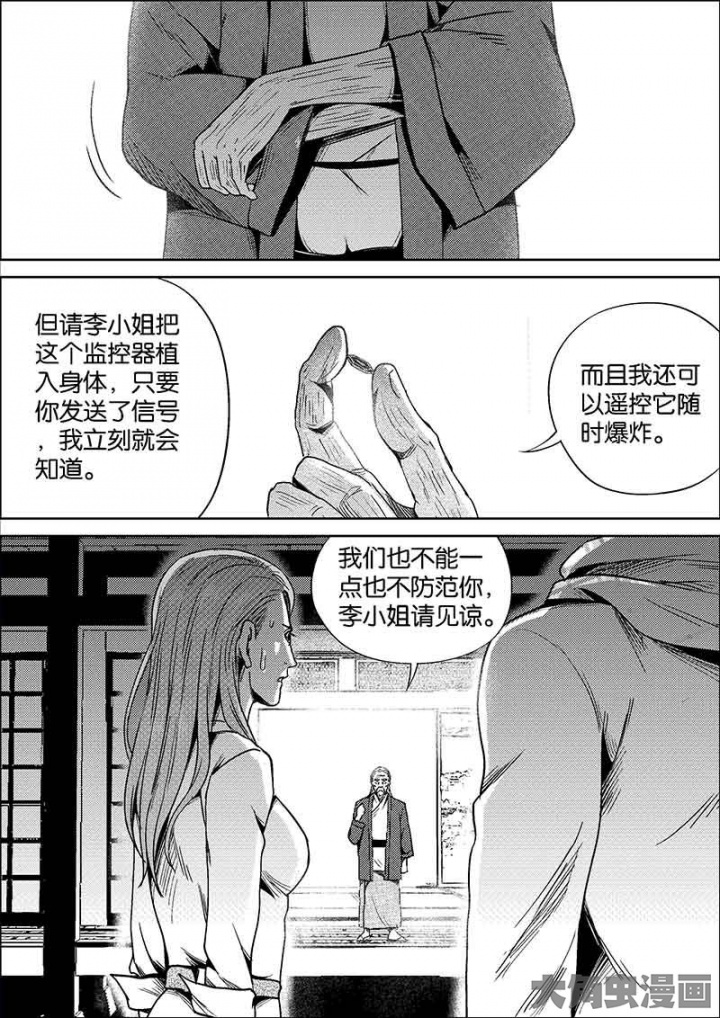 但请李小姐把
这个监控器植
入身体，只要
你发送了信号
，我立刻就会
知道。
而且我还可
以遥控它随
时爆炸。
我们也不能一
点也不防范你，
李小姐请见谅。
大角虫漫画